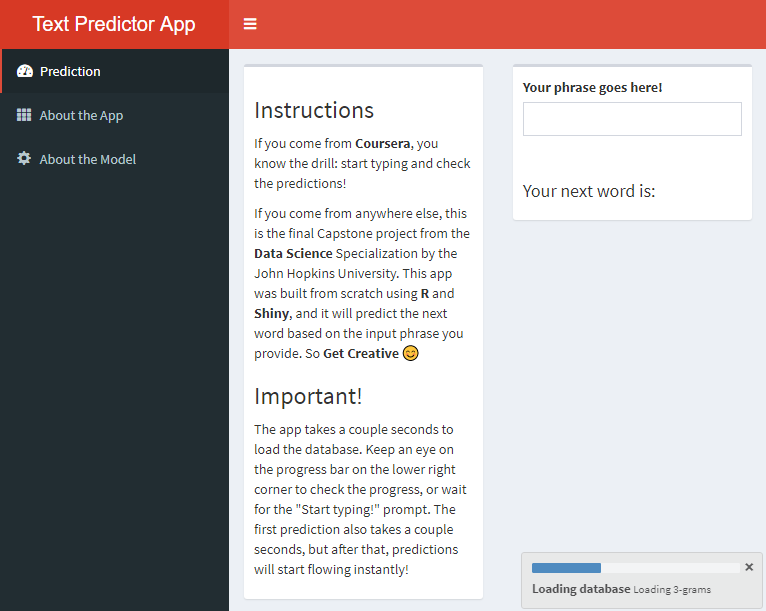 Text Predictor App
Prediction
About the App
About the Model
Instructions
If you come from Coursera, you
know the drill: start typing and check
the predictions!
If you come from anywhere else, this
is the final Capstone project from the
Data Science Specialization by the
John Hopkins University. This app
was built from scratch using R and
Shiny, and it will predict the next
word based on the input phrase you
provide. So Get Creative 😊
Important!
The app takes a couple seconds to
load the database. Keep an eye on
the progress bar on the lower right
corner to check the progress, or wait
for the "Start typing!" prompt. The
first prediction also takes a couple
seconds, but after that, predictions
will start flowing instantly!
Your phrase goes here!
Your next word is:
Loading database Loading 3-grams